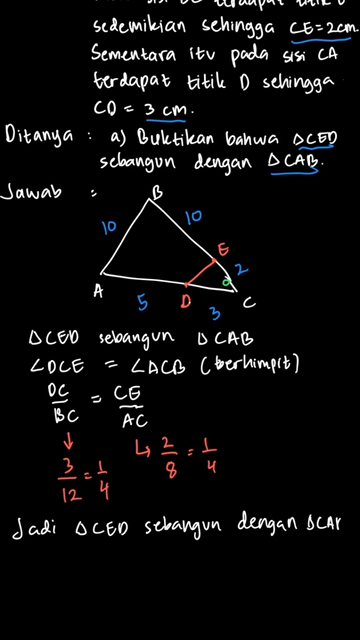 sedemikian sehingga CE = 2cm.
Sementara itu pada sisi CA
terdapat titik D sehingga
CD = 3 cm.
Ditanya : a) Buktikan bahwa △CED
sebangun dengan △CAB.
Jawab :
B
10 10
E
2
A
5 D 3 C
△CED sebangun △CAB
∠DCE = ∠ACB (berhimpit)
DC/BC = CE/AC
↓ ↳ 2/8 = 1/4
3/12 = 1/4
Jadi △CED sebangun dengan △CAB